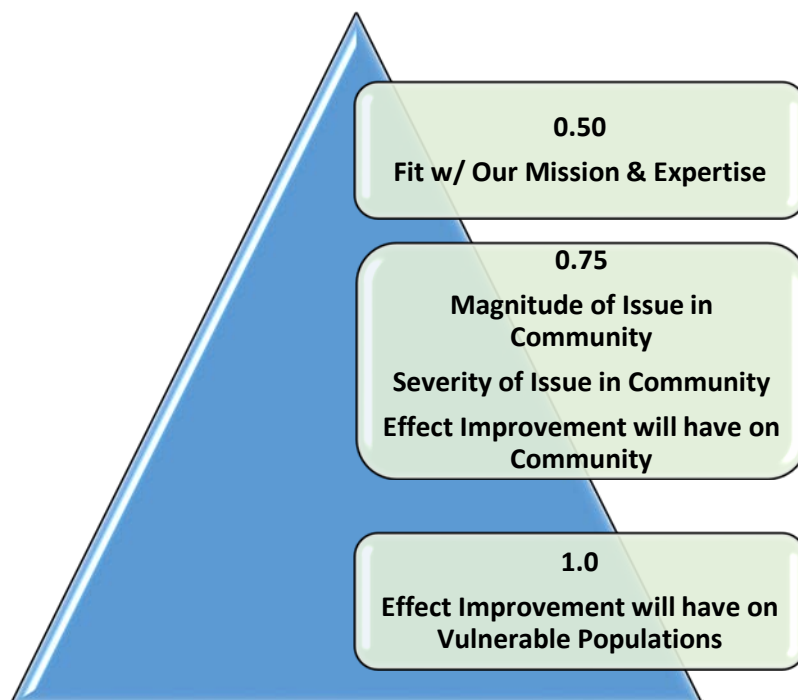 0.50
Fit w/ Our Mission & Expertise
0.75
Magnitude of Issue in
Community
Severity of Issue in Community
Effect Improvement will have on
Community
1.0
Effect Improvement will have on
Vulnerable Populations